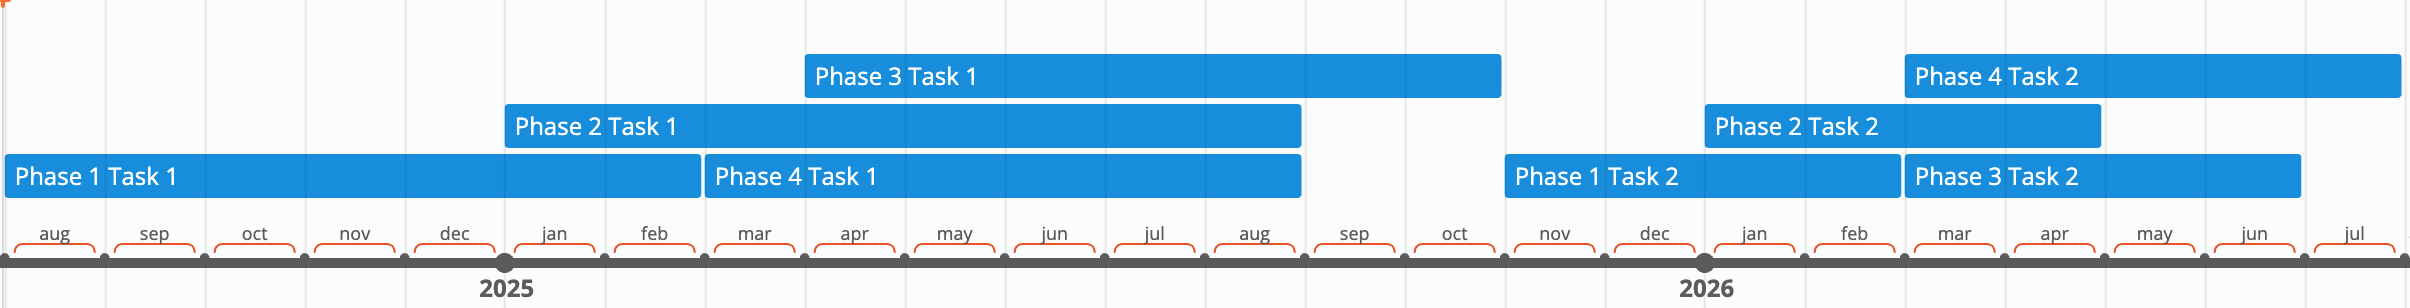 Phase 3 Task 1
Phase 4 Task 2
Phase 2 Task 1
Phase 2 Task 2
Phase 1 Task 1
Phase 4 Task 1
Phase 1 Task 2
Phase 3 Task 2
aug sep oct nov dec jan feb mar apr may jun jul aug sep oct nov dec jan feb mar apr may jun jul
2025
2026